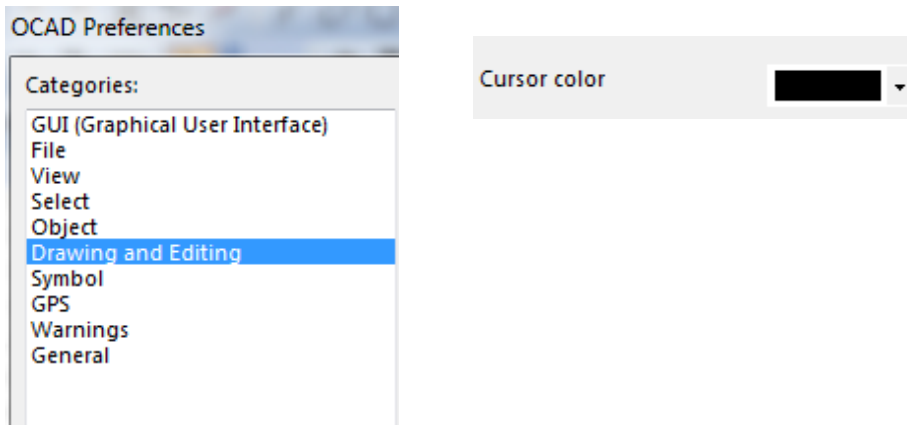 OCAD Preferences
Categories:
GUI (Graphical User Interface)
File
View
Select
Object
Drawing and Editing
Symbol
GPS
Warnings
General
Cursor color